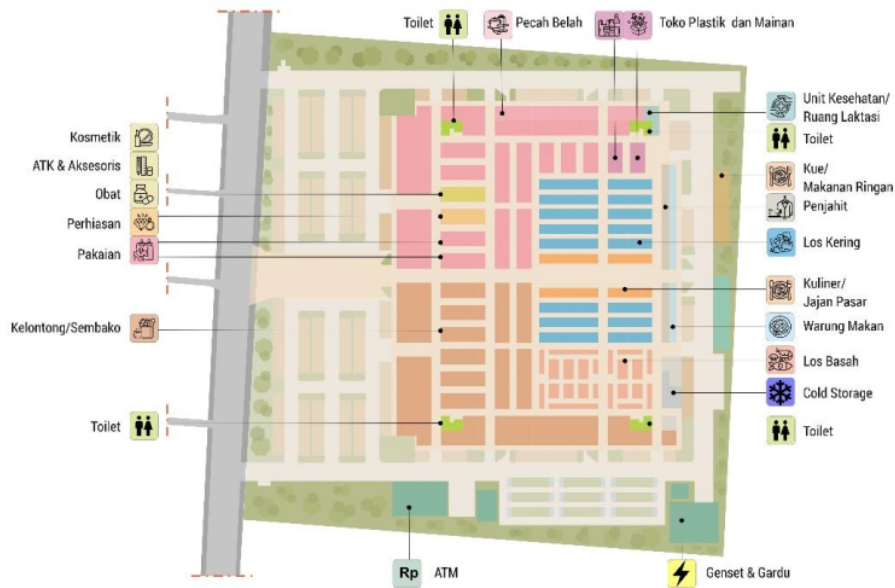 Toilet
Pecah Belah
Toko Plastik dan Mainan
Kosmetik
ATK & Aksesoris
Obat
Perhiasan
Pakaian
Kelontong/Sembako
Toilet
Unit Kesehatan/
Ruang Laktasi
Toilet
Kue/
Makanan Ringan
Penjahit
Los Kering
Kuliner/
Jajan Pasar
Warung Makan
Los Basah
Cold Storage
Toilet
Rp ATM
Genset & Gardu